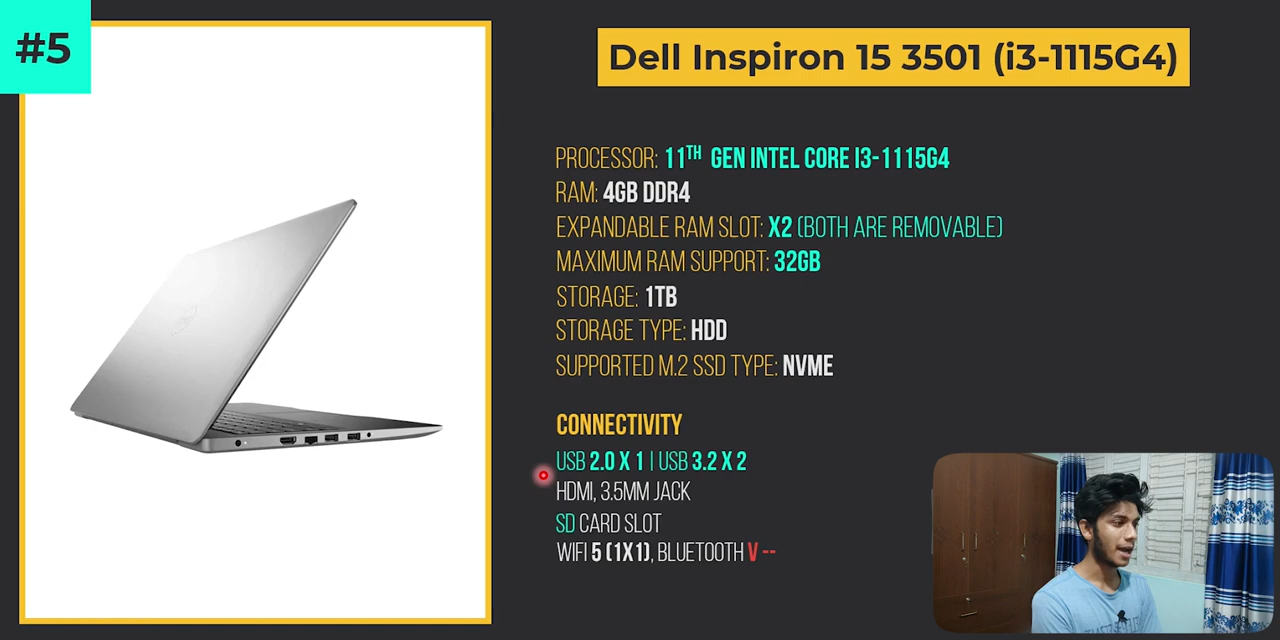 #5
Dell Inspiron 15 3501 (i3-1115G4)
PROCESSOR: 11TH GEN INTEL CORE I3-1115G4
RAM: 4GB DDR4
EXPANDABLE RAM SLOT: X2 (BOTH ARE REMOVABLE)
MAXIMUM RAM SUPPORT: 32GB
STORAGE: 1TB
STORAGE TYPE: HDD
SUPPORTED M.2 SSD TYPE: NVME
CONNECTIVITY
USB 2.0 X 1 | USB 3.2 X 2
HDMI, 3.5MM JACK
SD CARD SLOT
WIFI 5 (1X1), BLUETOOTH V --